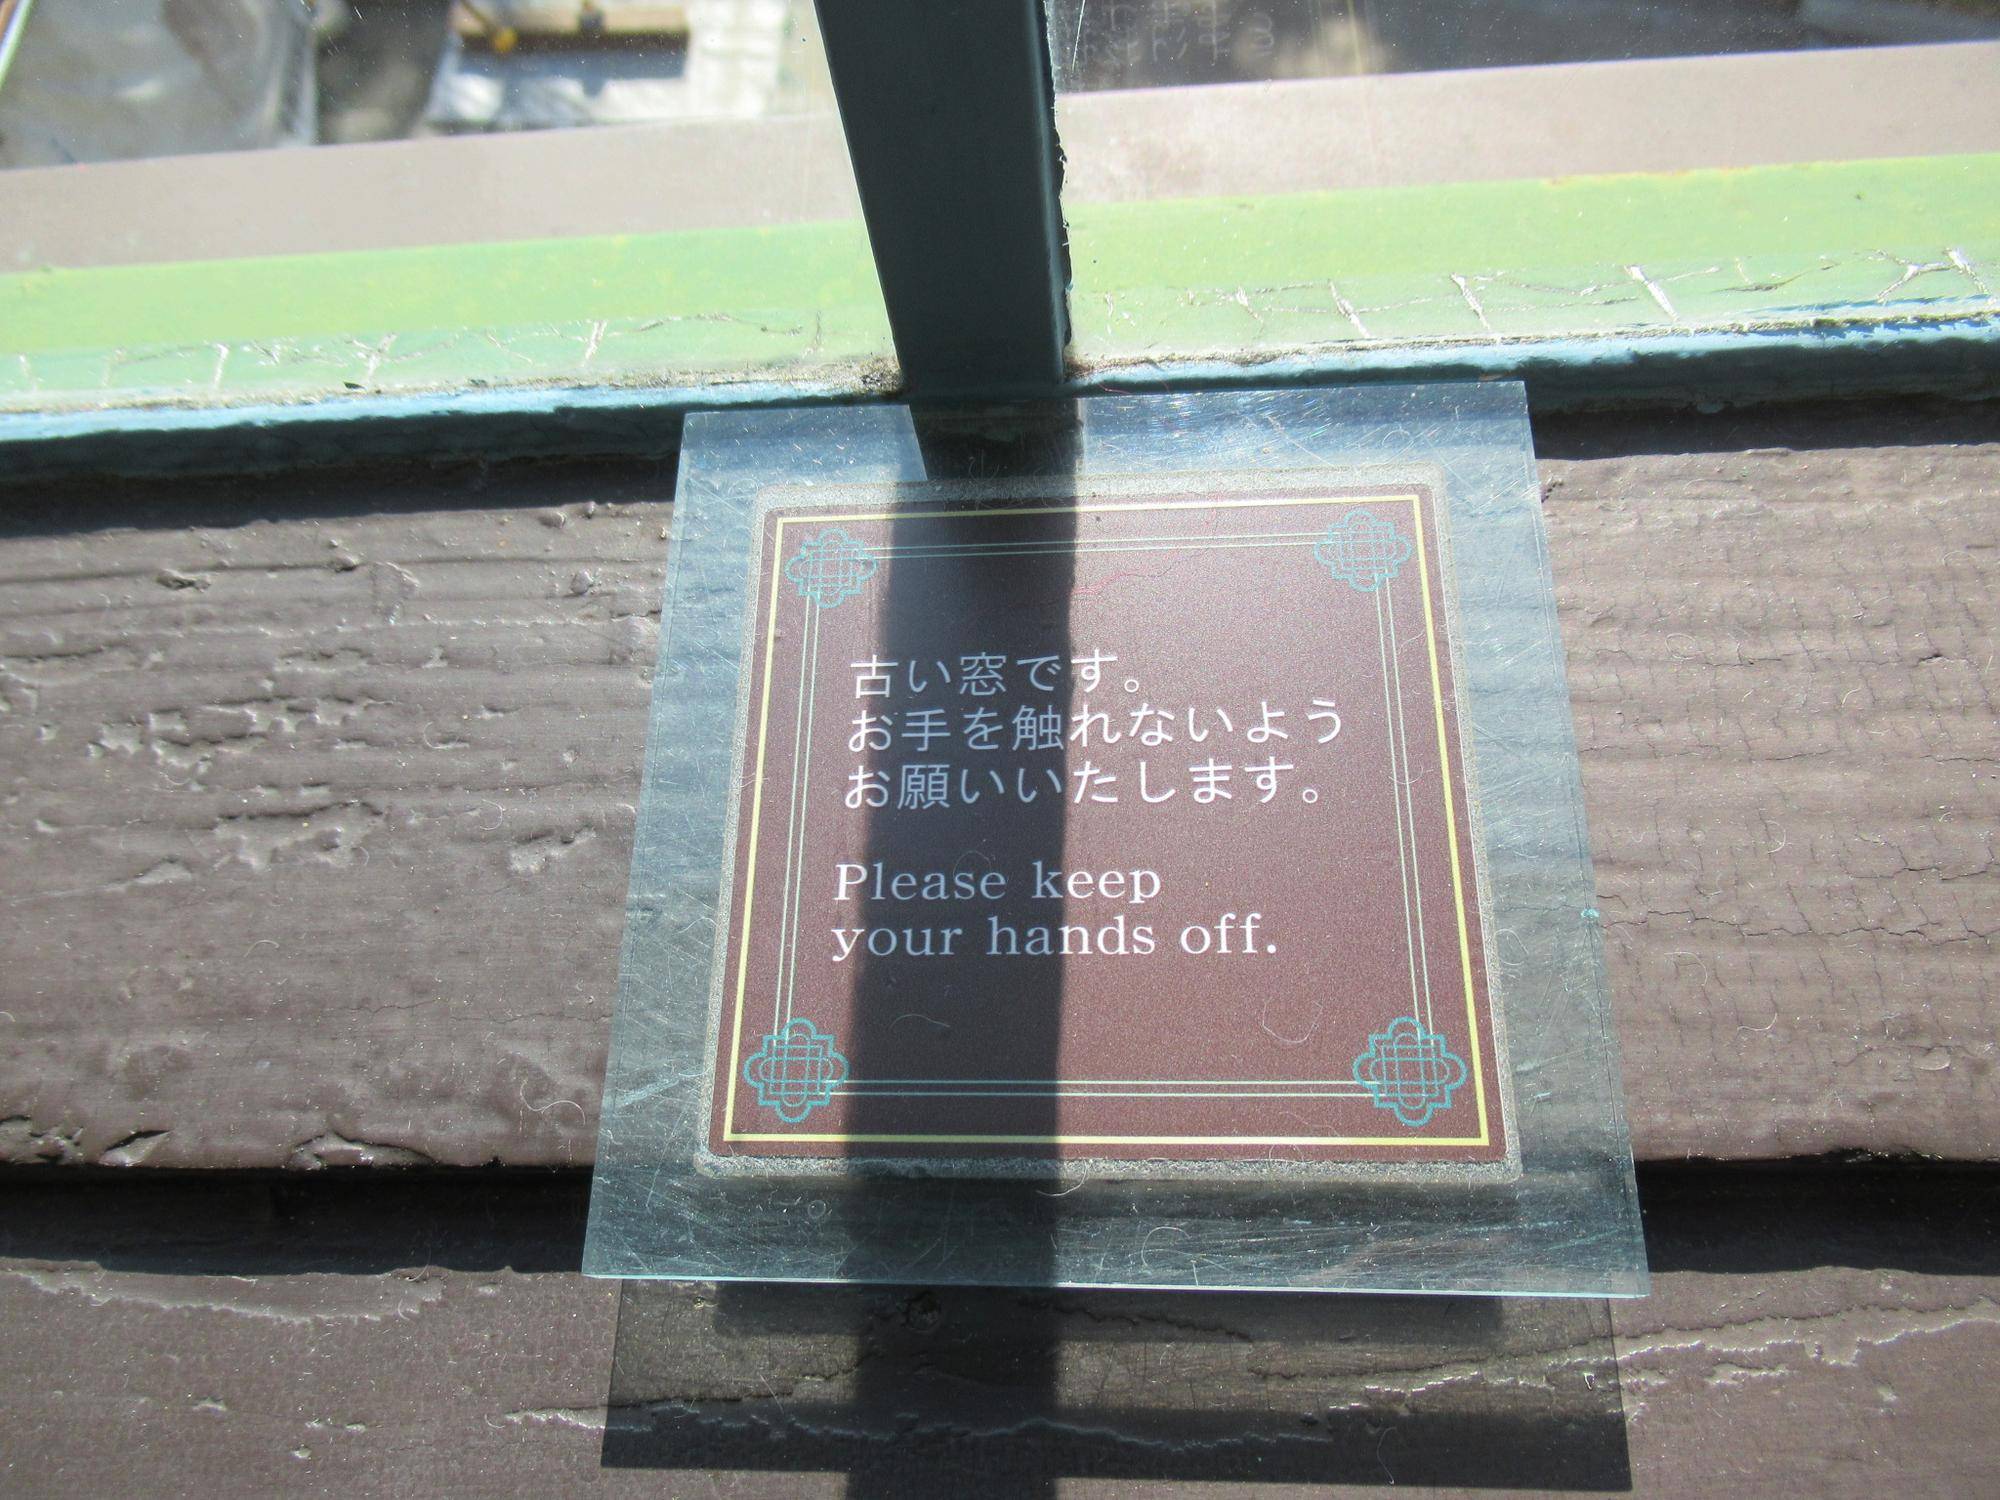 古い窓です。
お手を触れないよう
お願いいたします。
Please keep
your hands off.